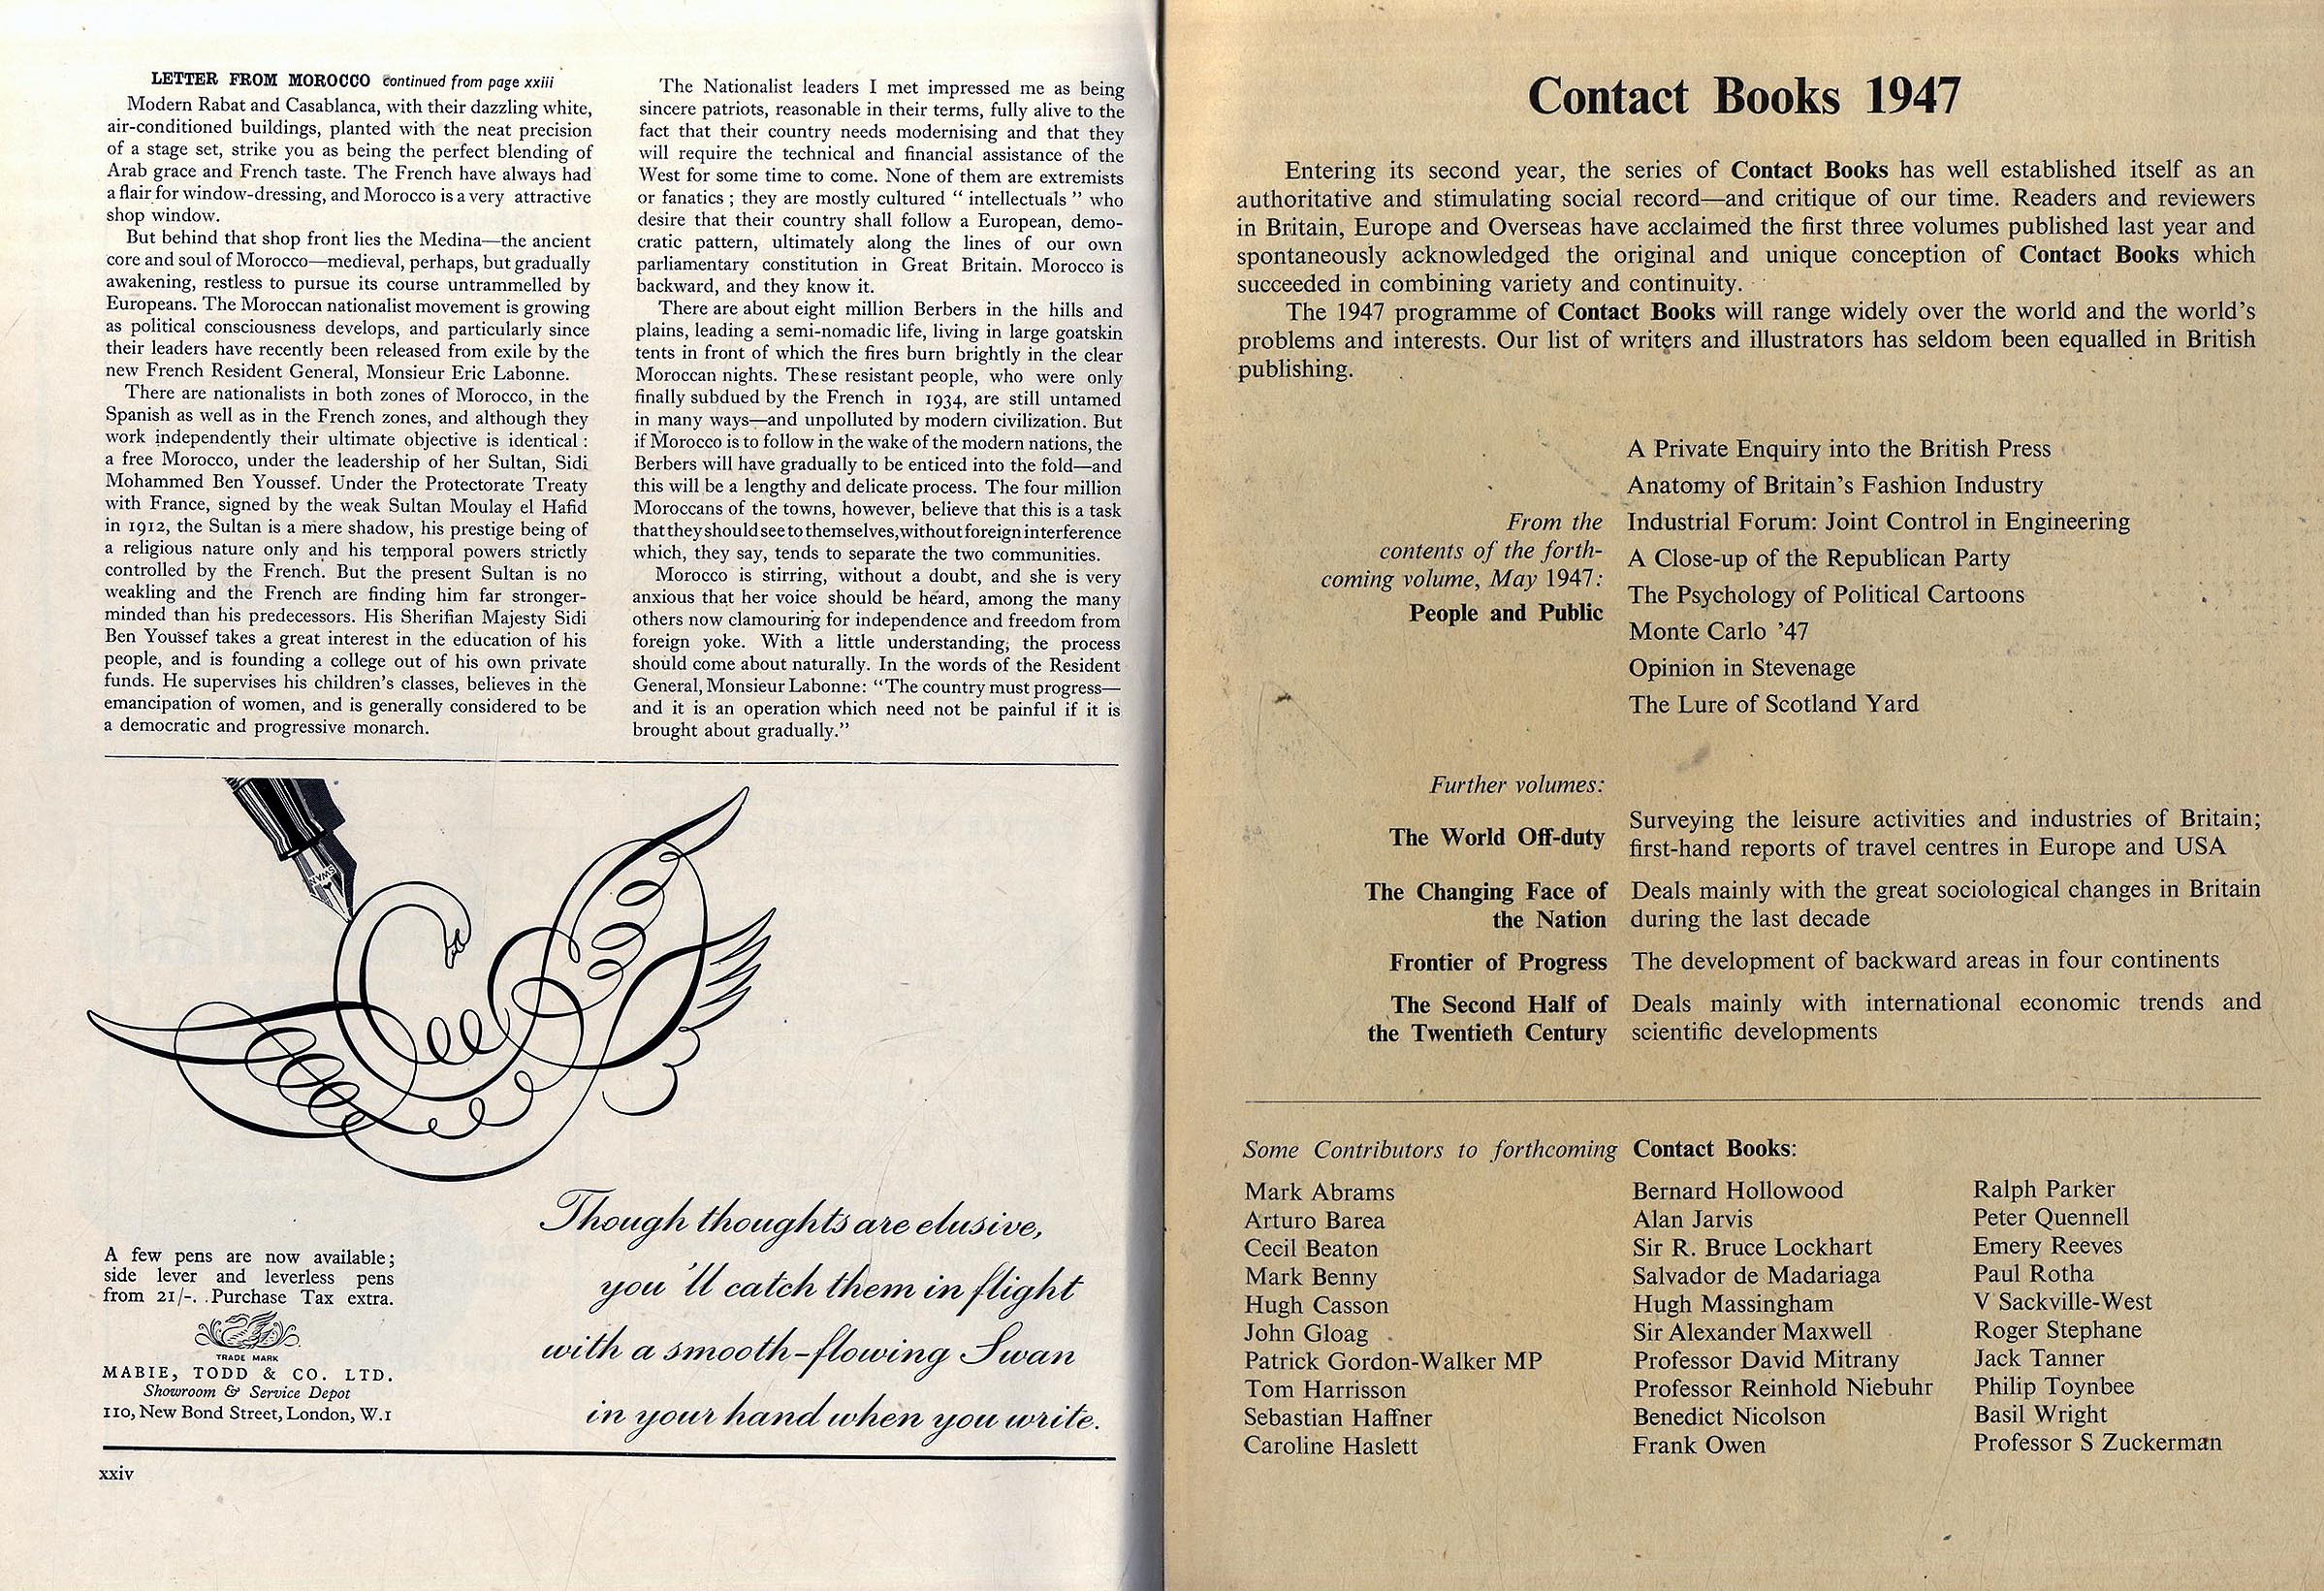 LETTER FROM MOROCCO continued from page xxiii
Modern Rabat and Casablanca, with their dazzling white,
air-conditioned buildings, planted with the neat precision
of a stage set, strike you as being the perfect blending of
Arab grace and French taste. The French have always had
a flair for window-dressing, and Morocco is a very attractive
shop window.
But behind that shop front lies the Medina—the ancient
core and soul of Morocco—medieval, perhaps, but gradually
awakening, restless to pursue its course untrammelled by
Europeans. The Moroccan nationalist movement is growing
as political consciousness develops, and particularly since
their leaders have recently been released from exile by the
new French Resident General, Monsieur Eric Labonne.
There are nationalists in both zones of Morocco, in the
Spanish as well as in the French zones, and although they
work independently their ultimate objective is identical :
a free Morocco, under the leadership of her Sultan, Sidi
Mohammed Ben Youssef. Under the Protectorate Treaty
with France, signed by the weak Sultan Moulay el Hafid
in 1912, the Sultan is a mere shadow, his prestige being of
a religious nature only and his temporal powers strictly
controlled by the French. But the present Sultan is no
weakling and the French are finding him far stronger-
minded than his predecessors. His Sherifian Majesty Sidi
Ben Youssef takes a great interest in the education of his
people, and is founding a college out of his own private
funds. He supervises his children's classes, believes in the
emancipation of women, and is generally considered to be
a democratic and progressive monarch.
The Nationalist leaders I met impressed me as being
sincere patriots, reasonable in their terms, fully alive to the
fact that their country needs modernising and that they
will require the technical and financial assistance of the
West for some time to come. None of them are extremists
or fanatics ; they are mostly cultured " intellectuals " who
desire that their country shall follow a European, demo-
cratic pattern, ultimately along the lines of our own
parliamentary constitution in Great Britain. Morocco is
backward, and they know it.
There are about eight million Berbers in the hills and
plains, leading a semi-nomadic life, living in large goatskin
tents in front of which the fires burn brightly in the clear
Moroccan nights. These resistant people, who were only
finally subdued by the French in 1934, are still untamed
in many ways—and unpolluted by modern civilization. But
if Morocco is to follow in the wake of the modern nations, the
Berbers will have gradually to be enticed into the fold—and
this will be a lengthy and delicate process. The four million
Moroccans of the towns, however, believe that this is a task
that they should see to themselves, without foreign interference
which, they say, tends to separate the two communities.
Morocco is stirring, without a doubt, and she is very
anxious that her voice should be heard, among the many
others now clamouring for independence and freedom from
foreign yoke. With a little understanding, the process
should come about naturally. In the words of the Resident
General, Monsieur Labonne: "The country must progress—
and it is an operation which need not be painful if it is
brought about gradually."
SWAN
Though thoughts are elusive,
you'll catch them in flight
with a smooth-flowing Swan
in your hand when you write.
A few pens are now available;
side lever and leverless pens
from 21/-. Purchase Tax extra.
TRADE MARK
MABIE, TODD & CO. LTD.
Showroom & Service Depot
110, New Bond Street, London, W.1
xxiv
Contact Books 1947
Entering its second year, the series of Contact Books has well established itself as an
authoritative and stimulating social record—and critique of our time. Readers and reviewers
in Britain, Europe and Overseas have acclaimed the first three volumes published last year and
spontaneously acknowledged the original and unique conception of Contact Books which
succeeded in combining variety and continuity.
The 1947 programme of Contact Books will range widely over the world and the world's
problems and interests. Our list of writers and illustrators has seldom been equalled in British
publishing.
From the
contents of the forth-
coming volume, May 1947:
People and Public
A Private Enquiry into the British Press
Anatomy of Britain's Fashion Industry
Industrial Forum: Joint Control in Engineering
A Close-up of the Republican Party
The Psychology of Political Cartoons
Monte Carlo '47
Opinion in Stevenage
The Lure of Scotland Yard
Further volumes:
The World Off-duty
Surveying the leisure activities and industries of Britain;
first-hand reports of travel centres in Europe and USA
The Changing Face of
the Nation
Deals mainly with the great sociological changes in Britain
during the last decade
Frontier of Progress
The development of backward areas in four continents
The Second Half of
the Twentieth Century
Deals mainly with international economic trends and
scientific developments
Some Contributors to forthcoming Contact Books:
Mark Abrams
Arturo Barea
Cecil Beaton
Mark Benny
Hugh Casson
John Gloag
Patrick Gordon-Walker MP
Tom Harrisson
Sebastian Haffner
Caroline Haslett
Bernard Hollowood
Alan Jarvis
Sir R. Bruce Lockhart
Salvador de Madariaga
Hugh Massingham
Sir Alexander Maxwell
Professor David Mitrany
Professor Reinhold Niebuhr
Benedict Nicolson
Frank Owen
Ralph Parker
Peter Quennell
Emery Reeves
Paul Rotha
V Sackville-West
Roger Stephane
Jack Tanner
Philip Toynbee
Basil Wright
Professor S Zuckerman